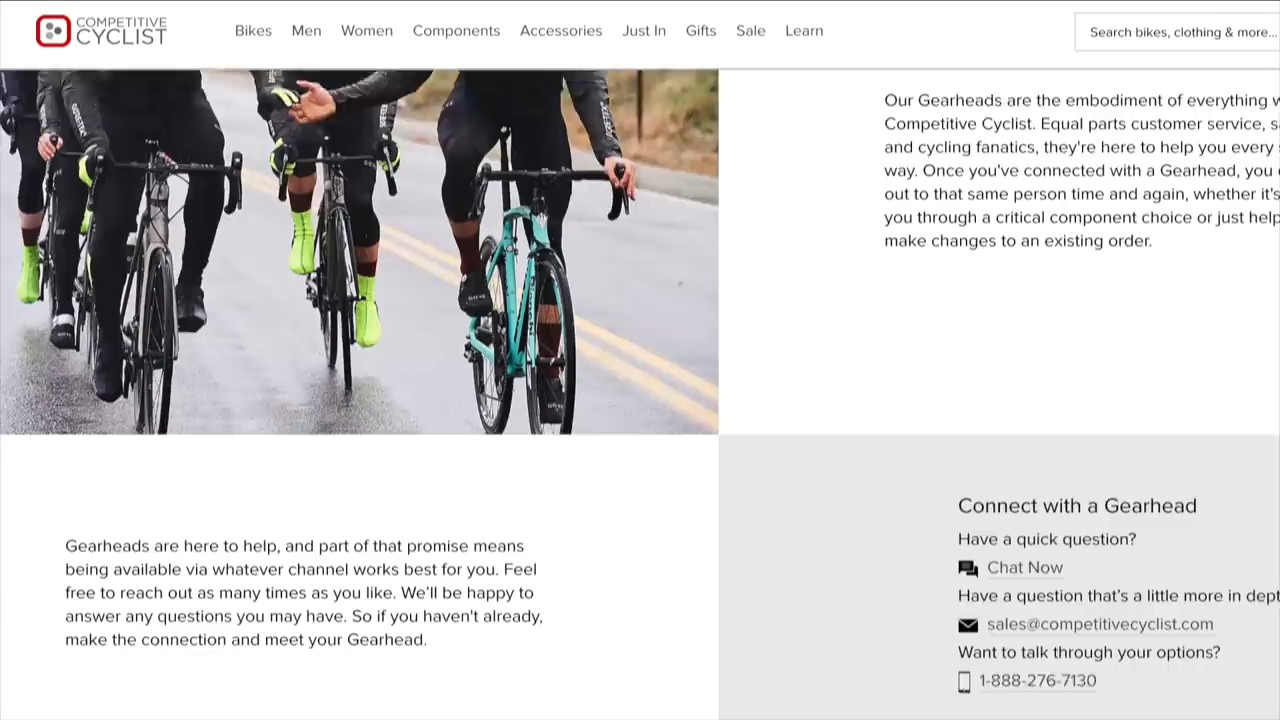 COMPETITIVE
CYCLIST
Bikes Men Women Components Accessories Just In Gifts Sale Learn
Search bikes, clothing & more...
Our Gearheads are the embodiment of everything
Competitive Cyclist. Equal parts customer service,
and cycling fanatics, they're here to help you every
way. Once you've connected with a Gearhead, you
out to that same person time and again, whether it's
you through a critical component choice or just help
make changes to an existing order.
Gearheads are here to help, and part of that promise means
being available via whatever channel works best for you. Feel
free to reach out as many times as you like. We'll be happy to
answer any questions you may have. So if you haven't already,
make the connection and meet your Gearhead.
Connect with a Gearhead
Have a quick question?
Chat Now
Have a question that's a little more in dept
sales@competitivecyclist.com
Want to talk through your options?
1-888-276-7130